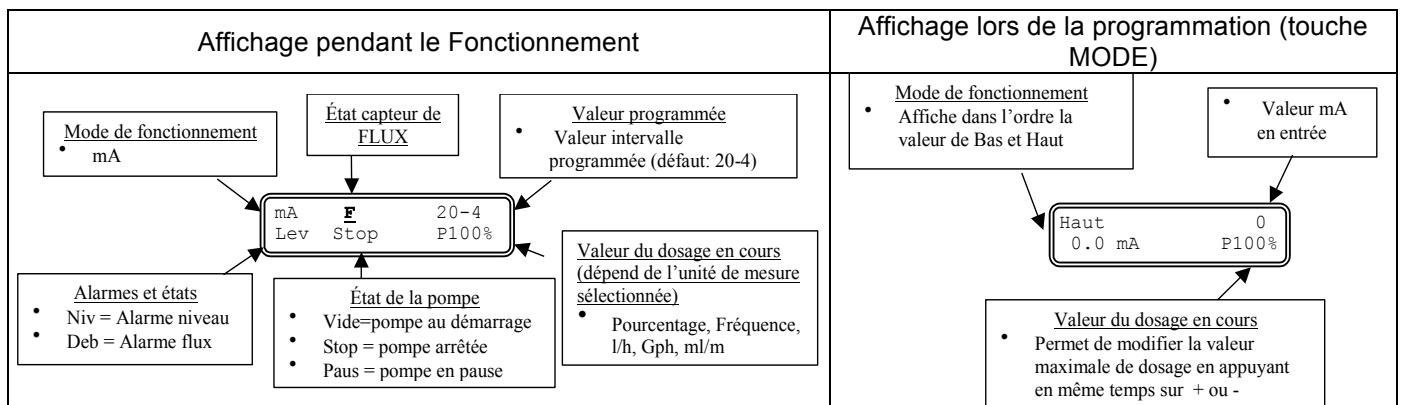 Affichage pendant le Fonctionnement
Affichage lors de la programmation (touche
MODE)
Mode de fonctionnement
• mA
État capteur de
FLUX
Valeur programmée
• Valeur intervalle
programmée (défaut: 20-4)
mA F 20-4
Lev Stop P100%
Alarmes et états
• Niv = Alarme niveau
• Deb = Alarme flux
État de la pompe
• Vide=pompe au démarrage
• Stop = pompe arrêtée
• Paus = pompe en pause
Valeur du dosage en cours
(dépend de l’unité de mesure
sélectionnée)
• Pourcentage, Fréquence,
l/h, Gph, ml/m
Mode de fonctionnement
• Affiche dans l’ordre la
valeur de Bas et Haut
• Valeur mA
en entrée
Haut 0
0.0 mA P100%
Valeur du dosage en cours
• Permet de modifier la valeur
maximale de dosage en appuyant
en même temps sur + ou -